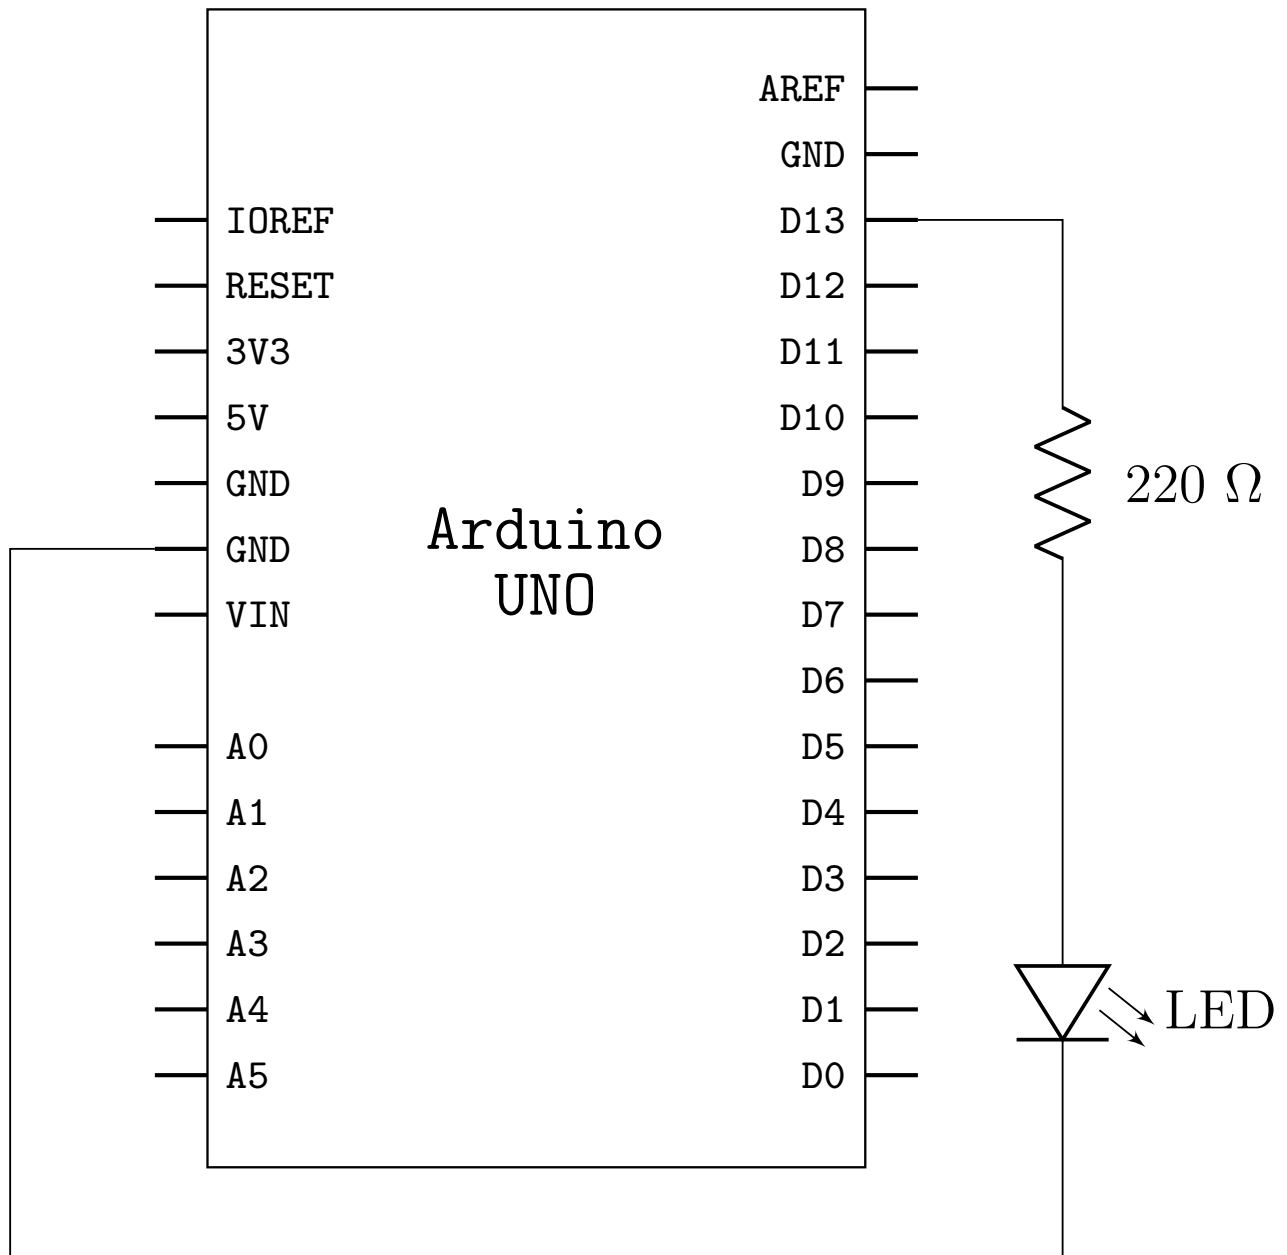 AREF
GND
IOREF
D13
RESET
D12
3V3
D11
5V
D10
GND
D9
220 Ω
Arduino
UNO
GND
D8
VIN
D7
D6
A0
D5
A1
D4
A2
D3
A3
D2
A4
D1
LED
A5
D0